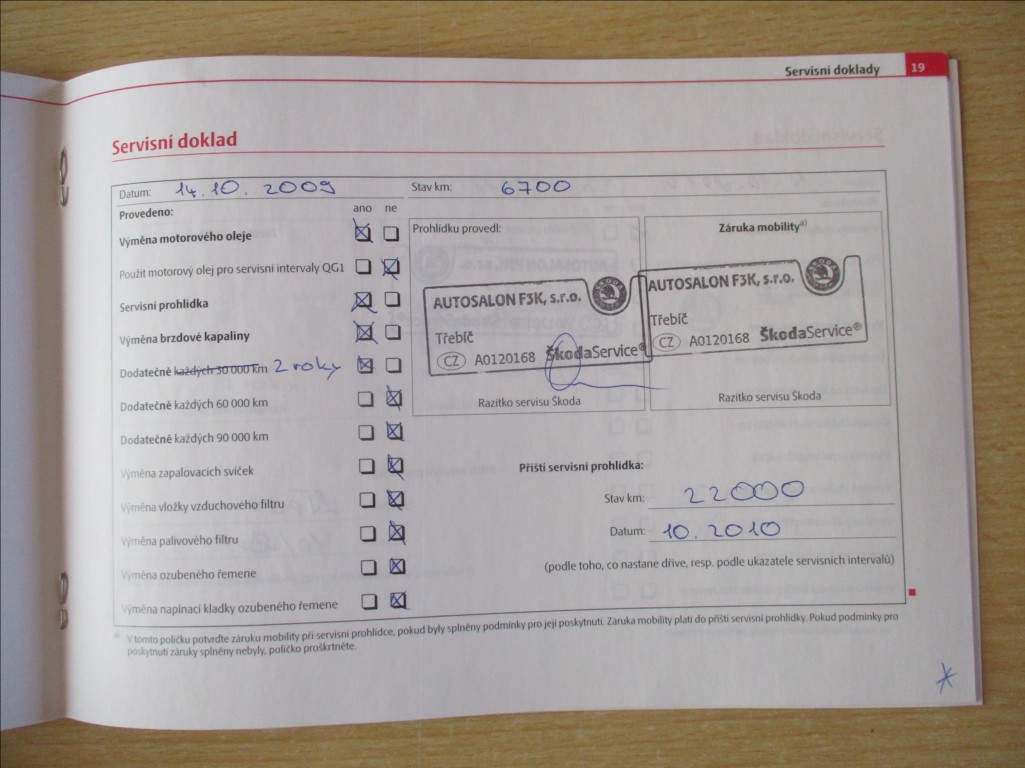 Servisní doklady 19
Servisní doklad
Datum: 14.10.2009 Stav km: 6700
Provedeno: ano ne
Výměna motorového oleje
Použit motorový olej pro servisní intervaly QG1
Servisní prohlídka
Výměna brzdové kapaliny
Dodatečně každých 30 000 km 2 roky
Dodatečně každých 60 000 km
Dodatečně každých 90 000 km
Výměna zapalovacích svíček
Výměna vložky vzduchového filtru
Výměna palivového filtru
Výměna ozubeného řemene
Výměna napínací kladky ozubeného řemene
Prohlídku provedl:
AUTOSALON F3K, s.r.o.
Třebíč
CZ A0120168 ŠkodaService®
Razítko servisu Škoda
Záruka mobility a)
AUTOSALON F3K, s.r.o.
Třebíč
CZ A0120168 ŠkodaService®
Razítko servisu Škoda
Příští servisní prohlídka:
Stav km: 22000
Datum: 10.2010
(podle toho, co nastane dříve, resp. podle ukazatele servisních intervalů)
a) V tomto políčku potvrďte záruku mobility při servisní prohlídce, pokud byly splněny podmínky pro její poskytnutí. Záruka mobility platí do příští servisní prohlídky. Pokud podmínky pro
poskytnutí záruky splněny nebyly, políčko proškrtněte.